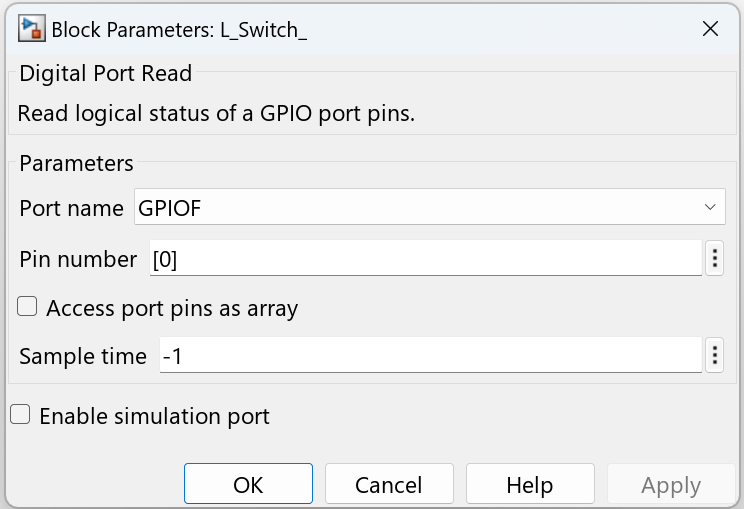 Block Parameters: L_Switch_
Digital Port Read
Read logical status of a GPIO port pins.
Parameters
Port name GPIOF
Pin number [0]
Access port pins as array
Sample time -1
Enable simulation port
OK Cancel Help Apply